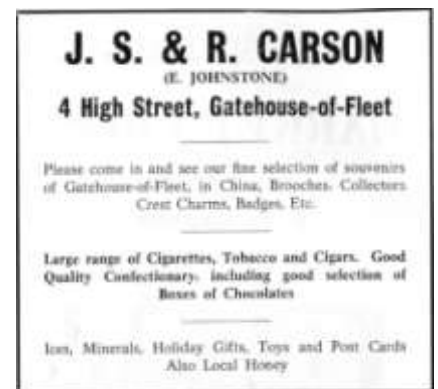 J. S. & R. CARSON
(E. JOHNSTONE)
4 High Street, Gatehouse-of-Fleet
Please come in and see our fine selection of souvenirs
of Gatehouse-of-Fleet, in China, Brooches, Collectors
Crest Charms, Badges, Etc.
Large range of Cigarettes, Tobacco and Cigars. Good
Quality Confectionary, including good selection of
Boxes of Chocolates
Ices, Minerals, Holiday Gifts, Toys and Post Cards
Also Local Honey